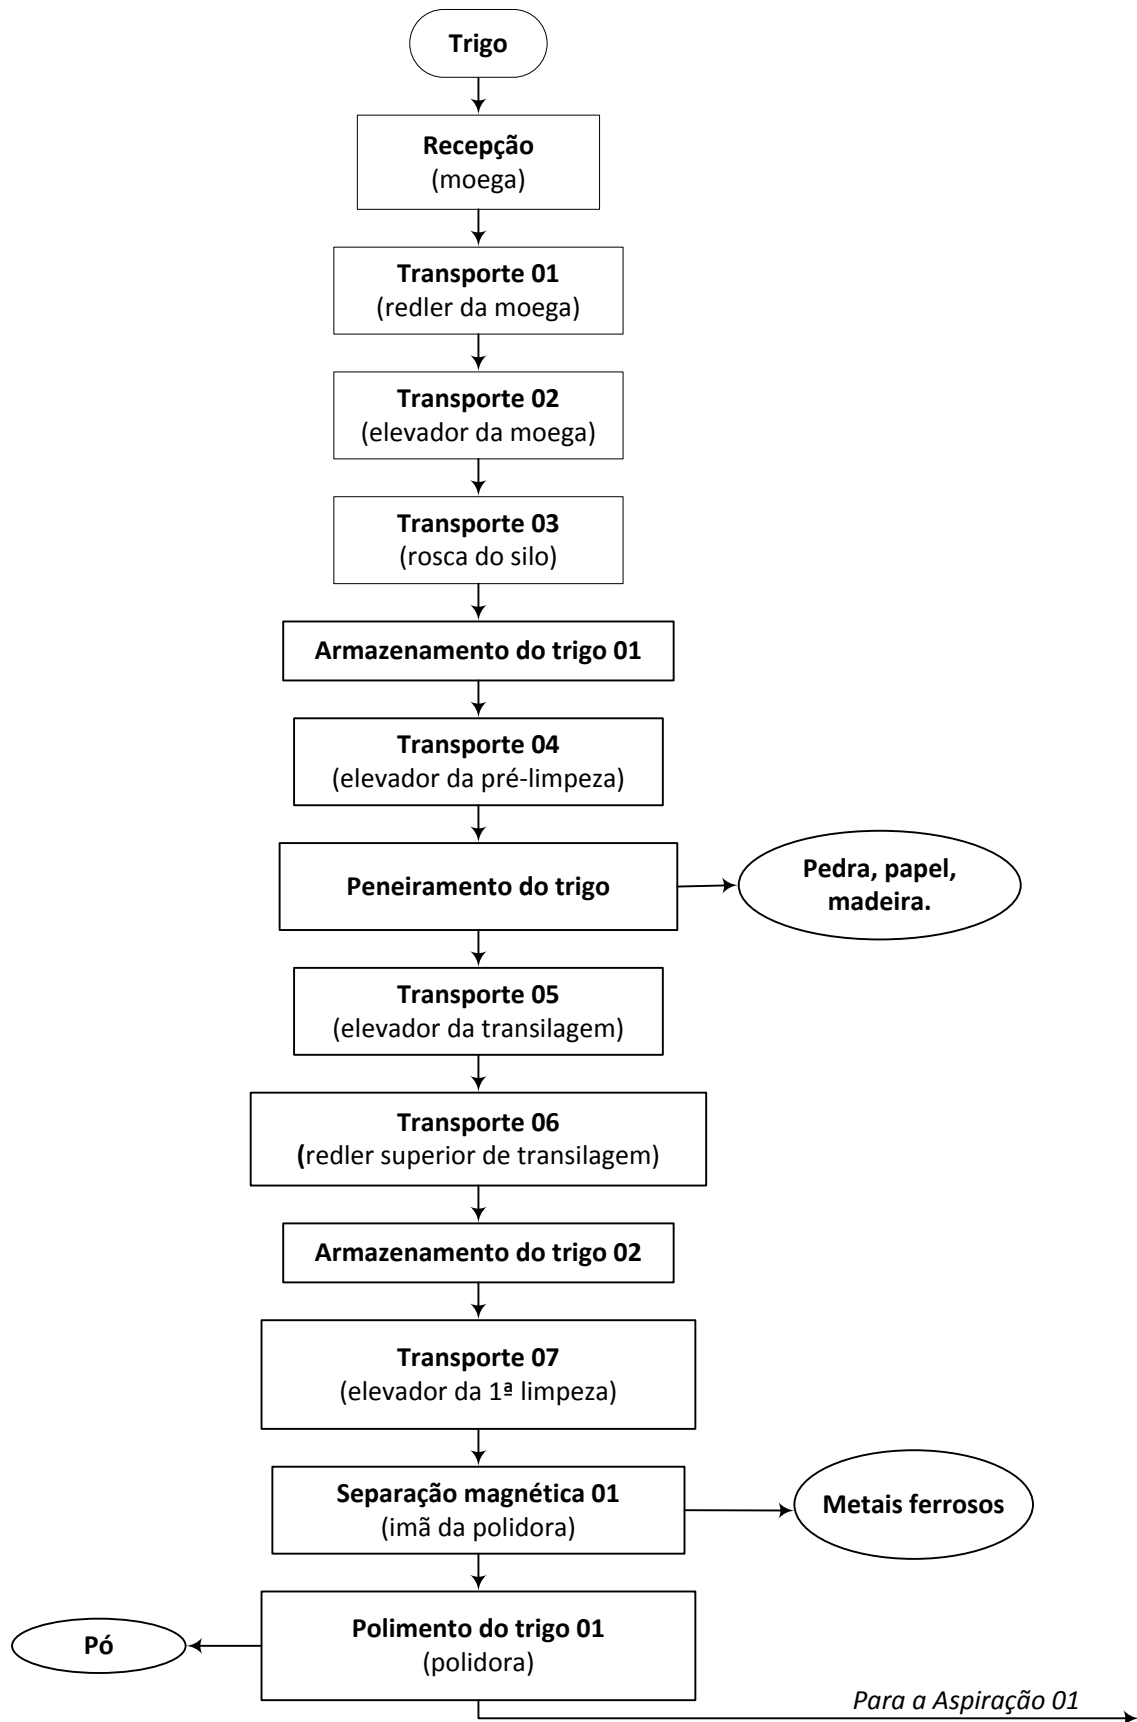 Trigo
Recepção
(moega)
Transporte 01
(redler da moega)
Transporte 02
(elevador da moega)
Transporte 03
(rosca do silo)
Armazenamento do trigo 01
Transporte 04
(elevador da pré-limpeza)
Peneiramento do trigo
Pedra, papel,
madeira.
Transporte 05
(elevador da transilagem)
Transporte 06
(redler superior de transilagem)
Armazenamento do trigo 02
Transporte 07
(elevador da 1ª limpeza)
Separação magnética 01
(imã da polidora)
Metais ferrosos
Polimento do trigo 01
(polidora)
Pó
Para a Aspiração 01